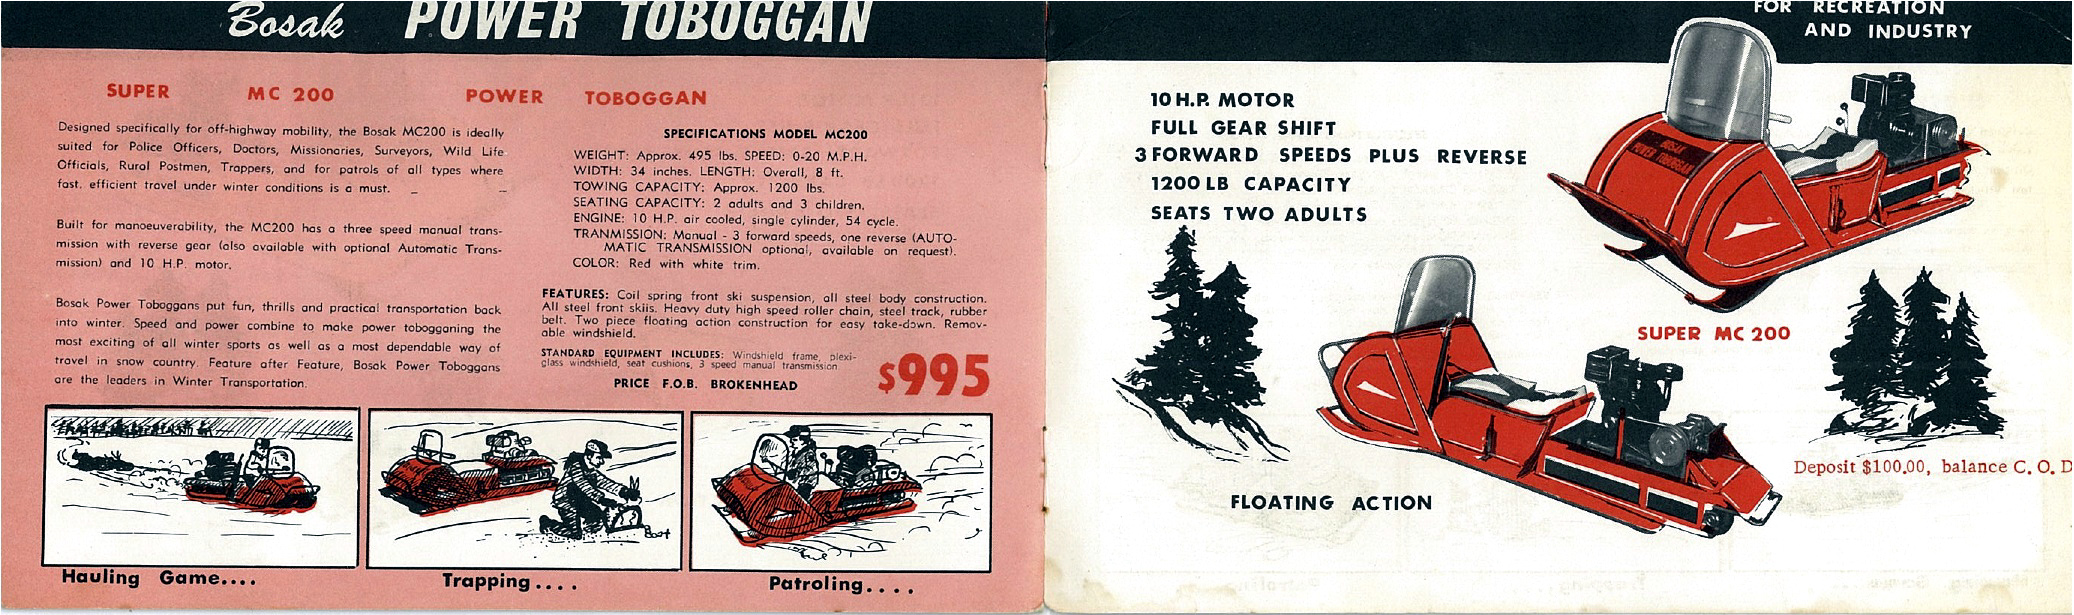 Bosak POWER TOBOGGAN
SUPER MC 200 POWER TOBOGGAN
Designed specifically for off-highway mobility, the Bosak MC200 is ideally
suited for Police Officers, Doctors, Missionaries, Surveyors, Wild Life
Officials, Rural Postmen, Trappers, and for patrols of all types where
fast, efficient travel under winter conditions is a must.
Built for manoeuverability, the MC200 has a three speed manual trans-
mission with reverse gear (also available with optional Automatic Trans-
mission) and 10 H.P. motor.
Bosak Power Toboggans put fun, thrills and practical transportation back
into winter. Speed and power combine to make power tobogganing the
most exciting of all winter sports as well as a most dependable way of
travel in snow country. Feature after Feature, Bosak Power Toboggans
are the leaders in Winter Transportation.
SPECIFICATIONS MODEL MC200
WEIGHT: Approx. 495 lbs. SPEED: 0-20 M.P.H.
WIDTH: 34 inches. LENGTH: Overall, 8 ft.
TOWING CAPACITY: Approx. 1200 lbs.
SEATING CAPACITY: 2 adults and 3 children.
ENGINE: 10 H.P. air cooled, single cylinder, 54 cycle.
TRANMISSION: Manual - 3 forward speeds, one reverse (AUTO-
MATIC TRANSMISSION optional, available on request).
COLOR: Red with white trim.
FEATURES: Coil spring front ski suspension, all steel body construction.
All steel front skiis. Heavy duty high speed roller chain, steel track, rubber
belt. Two piece floating action construction for easy take-down. Remov-
able windshield.
STANDARD EQUIPMENT INCLUDES: Windshield frame, plexi-
glass windshield, seat cushions, 3 speed manual transmission
PRICE F.O.B. BROKENHEAD
$995
Hauling Game....
Trapping....
Patroling....
FOR RECREATION
AND INDUSTRY
10 H.P. MOTOR
FULL GEAR SHIFT
3 FORWARD SPEEDS PLUS REVERSE
1200 LB CAPACITY
SEATS TWO ADULTS
BOSAK
POWER TOBOGGAN
SUPER MC 200
Deposit $100.00, balance C. O. D
FLOATING ACTION